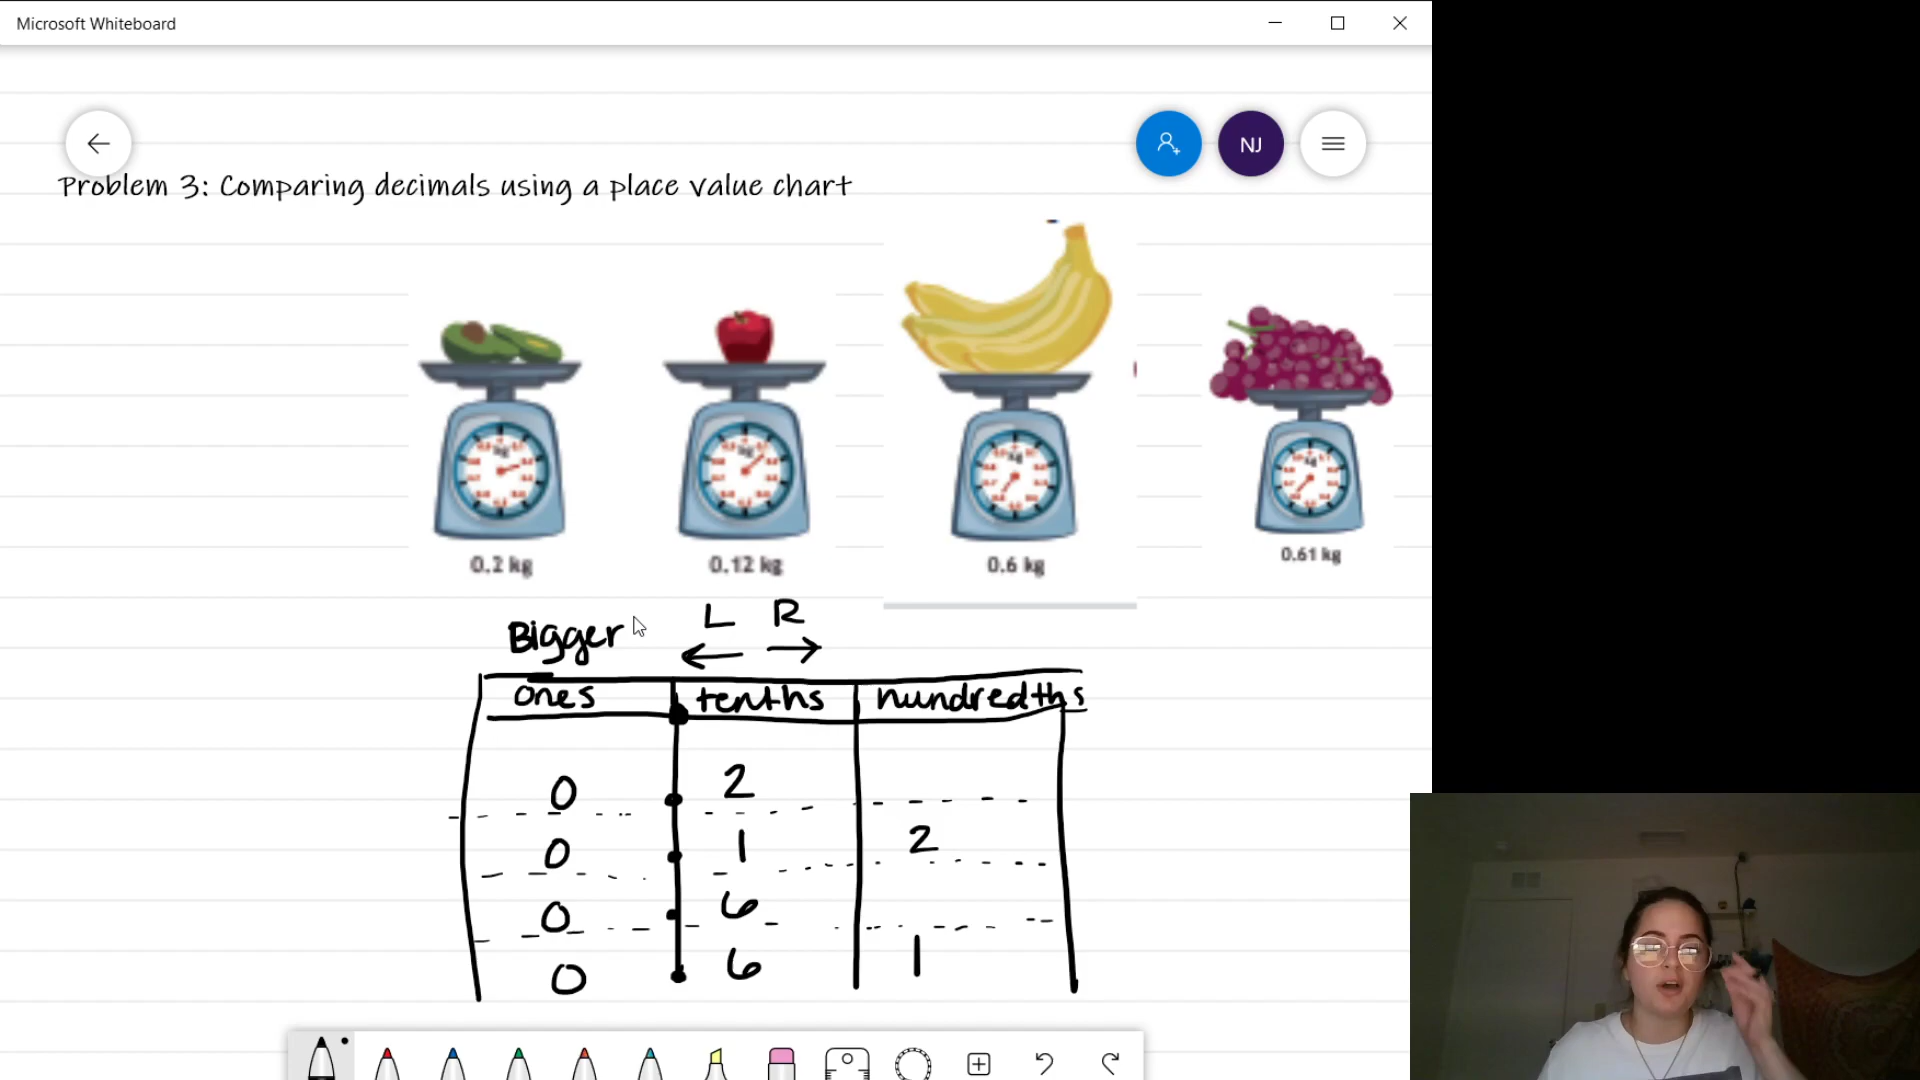 Microsoft Whiteboard
NJ
Problem 3: Comparing decimals using a place value chart
0.2 kg
0.12 kg
0.6 kg
0.61 kg
Bigger
L R
ones tenths hundredths
0 . 2
0 . 1 2
0 . 6
0 . 6 1